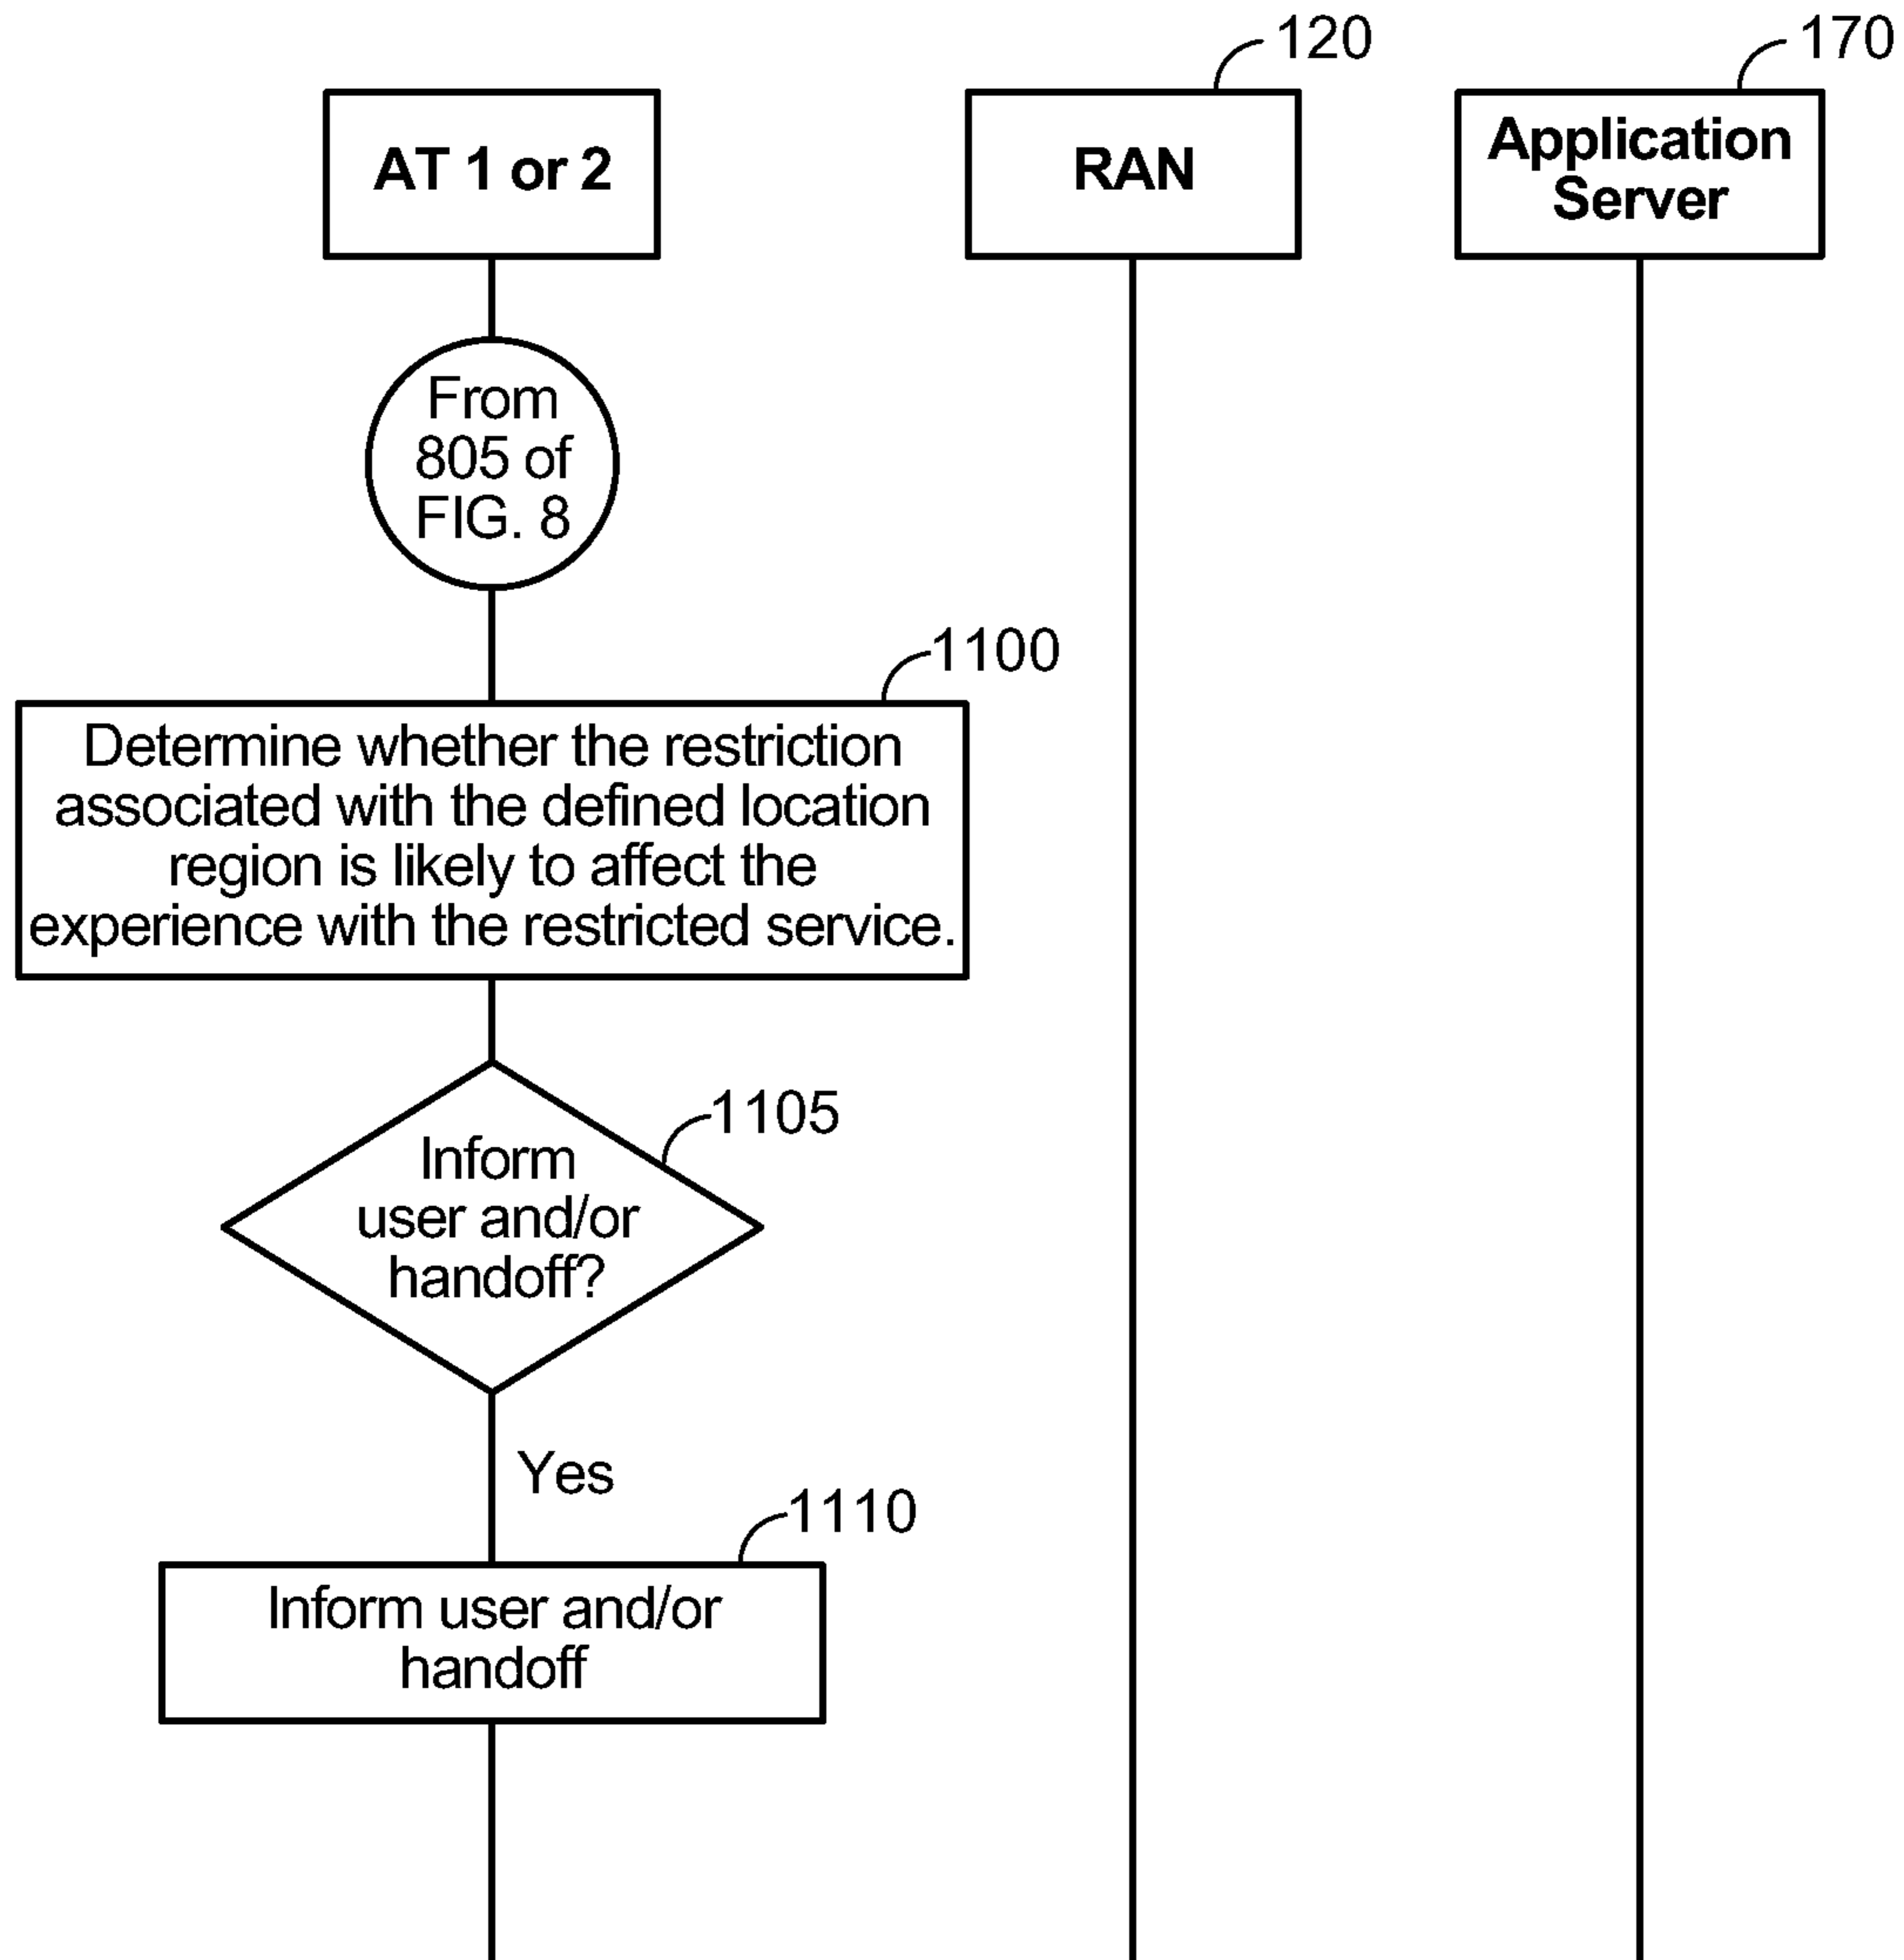 120
170
AT 1 or 2
RAN
Application
Server
From
805 of
FIG. 8
1100
Determine whether the restriction
associated with the defined location
region is likely to affect the
experience with the restricted service.
1105
Inform
user and/or
handoff?
Yes
1110
Inform user and/or
handoff